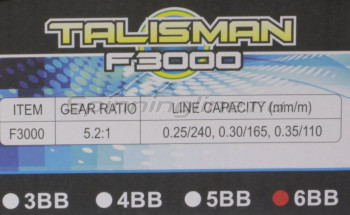 TALISMAN
F3000
ITEM GEAR RATIO LINE CAPACITY (mm/m)
F3000 5.2:1 0.25/240, 0.30/165, 0.35/110
3BB 4BB 5BB 6BB